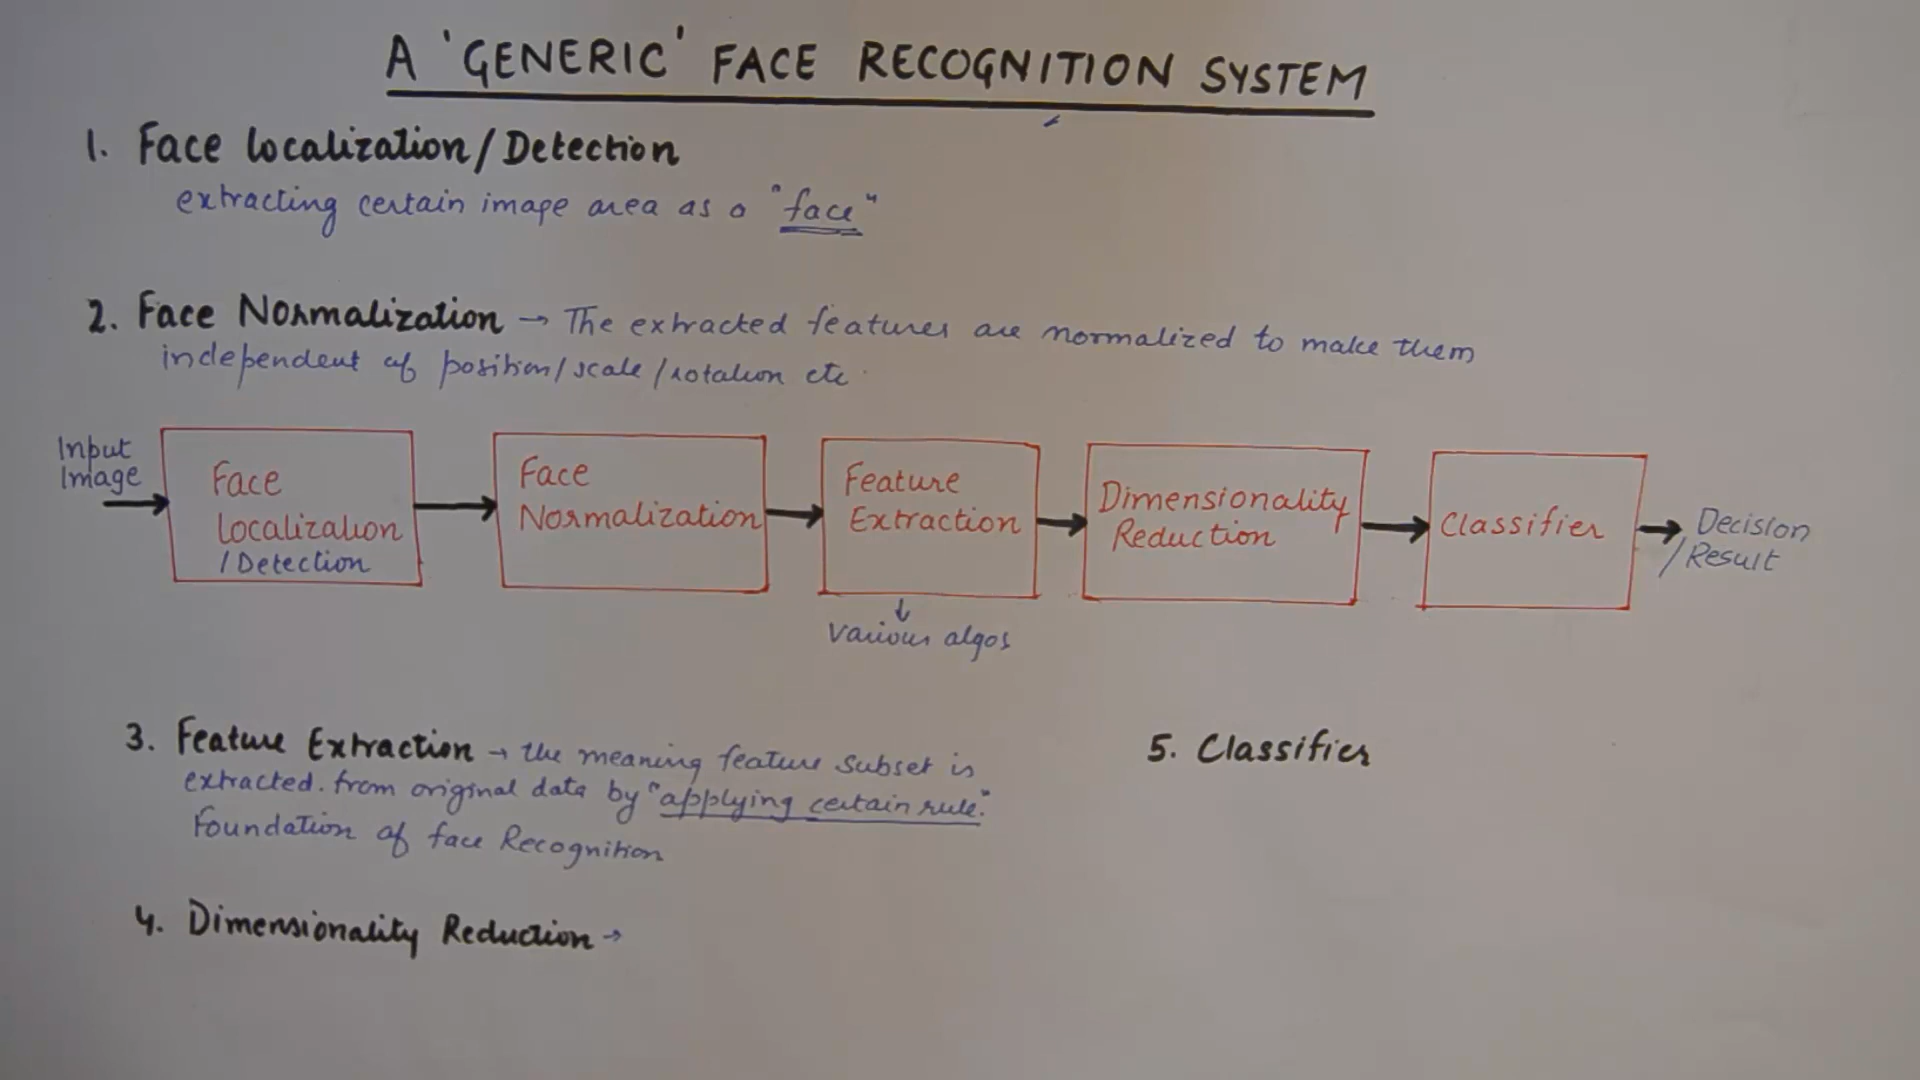 A 'GENERIC' FACE RECOGNITION SYSTEM
1. Face Localization/Detection
extracting certain image area as a "face"
2. Face Normalization → The extracted features are normalized to make them
independent of position/scale/rotation etc.
Input
Image
Face
Localization
/Detection
Face
Normalization
Feature
Extraction
Various algos
Dimensionality
Reduction
Classifier
Decision
/Result
3. Feature Extraction → the meaning feature subset is
extracted. from original data by "applying certain rule."
Foundation of face Recognition
4. Dimensionality Reduction →
5. Classifier